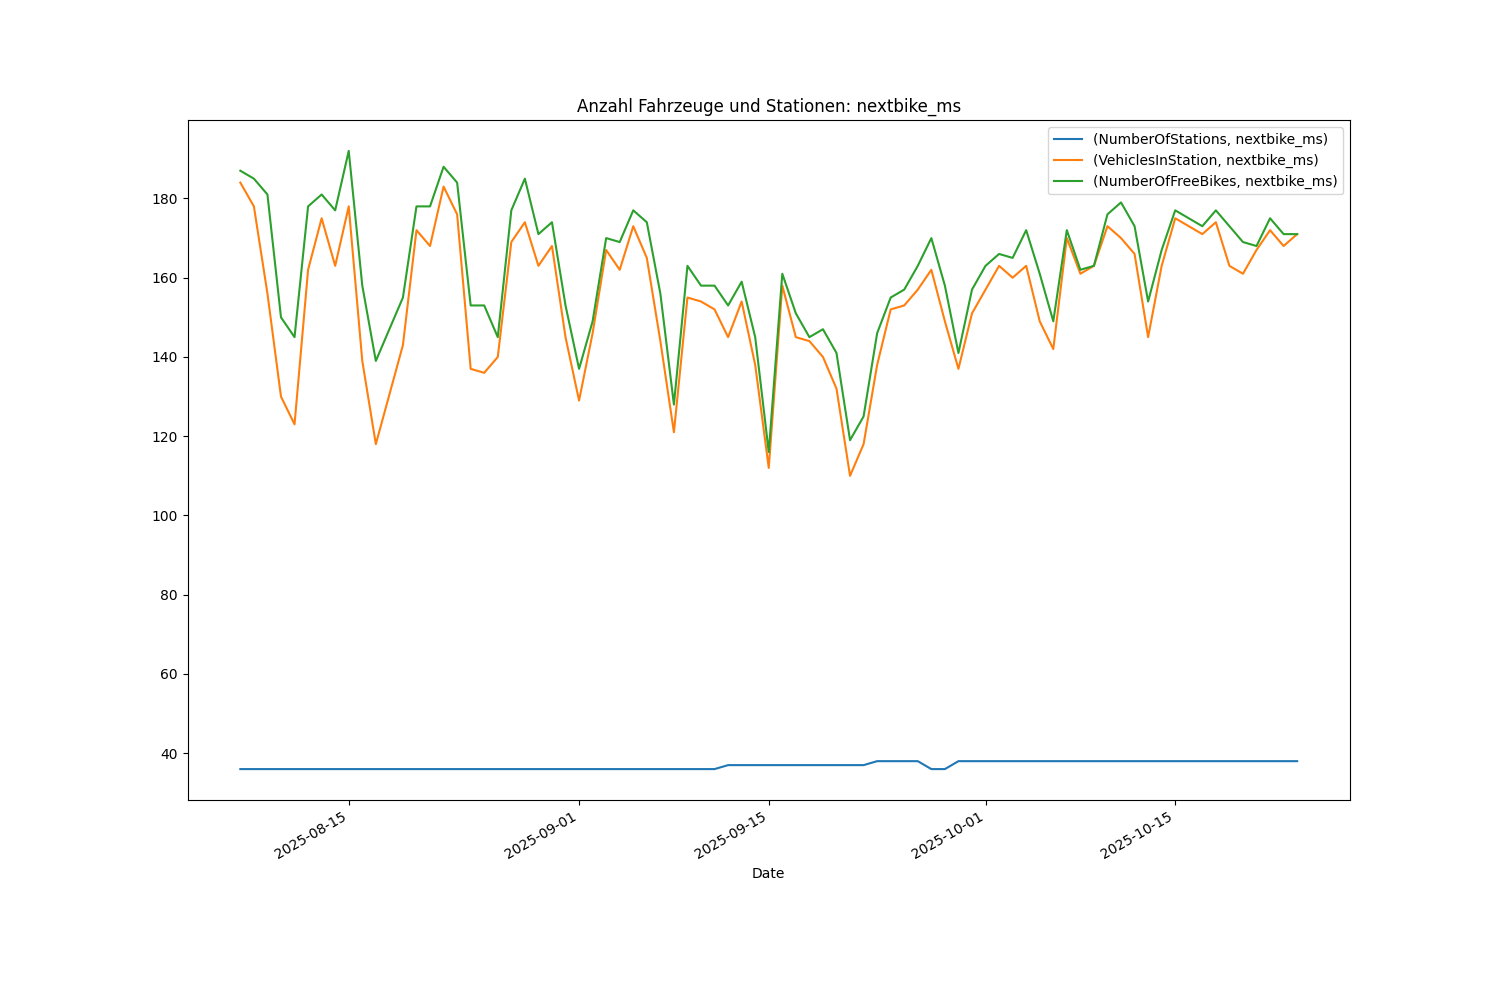 Anzahl Fahrzeuge und Stationen: nextbike_ms
(NumberOfStations, nextbike_ms)
(VehiclesInStation, nextbike_ms)
(NumberOfFreeBikes, nextbike_ms)
180
160
140
120
100
80
60
40
2025-08-15
2025-09-01
2025-09-15
2025-10-01
2025-10-15
Date